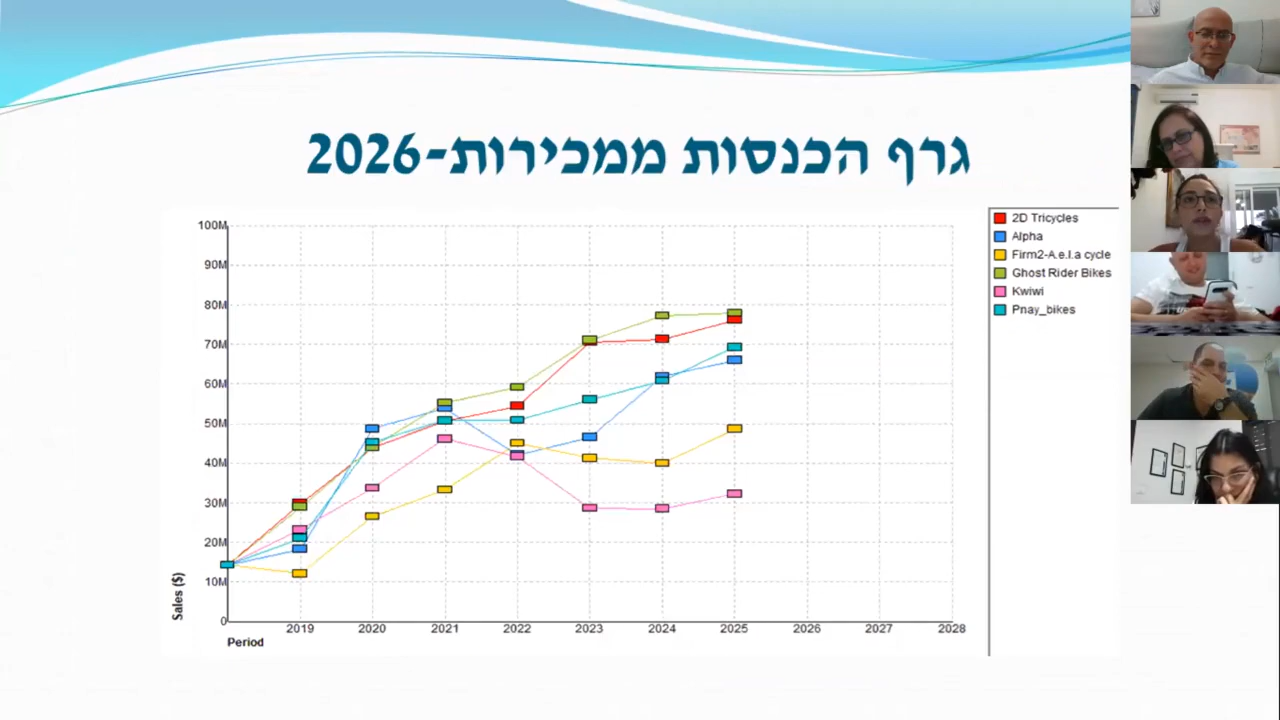 גרף הכנסות ממכירות-2026
100M
90M
80M
70M
60M
50M
40M
30M
20M
10M
0
Sales ($)
2019 2020 2021 2022 2023 2024 2025 2026 2027 2028
Period
2D Tricycles
Alpha
Firm2-A.e.l.a cycle
Ghost Rider Bikes
Kwiwi
Pnay_bikes